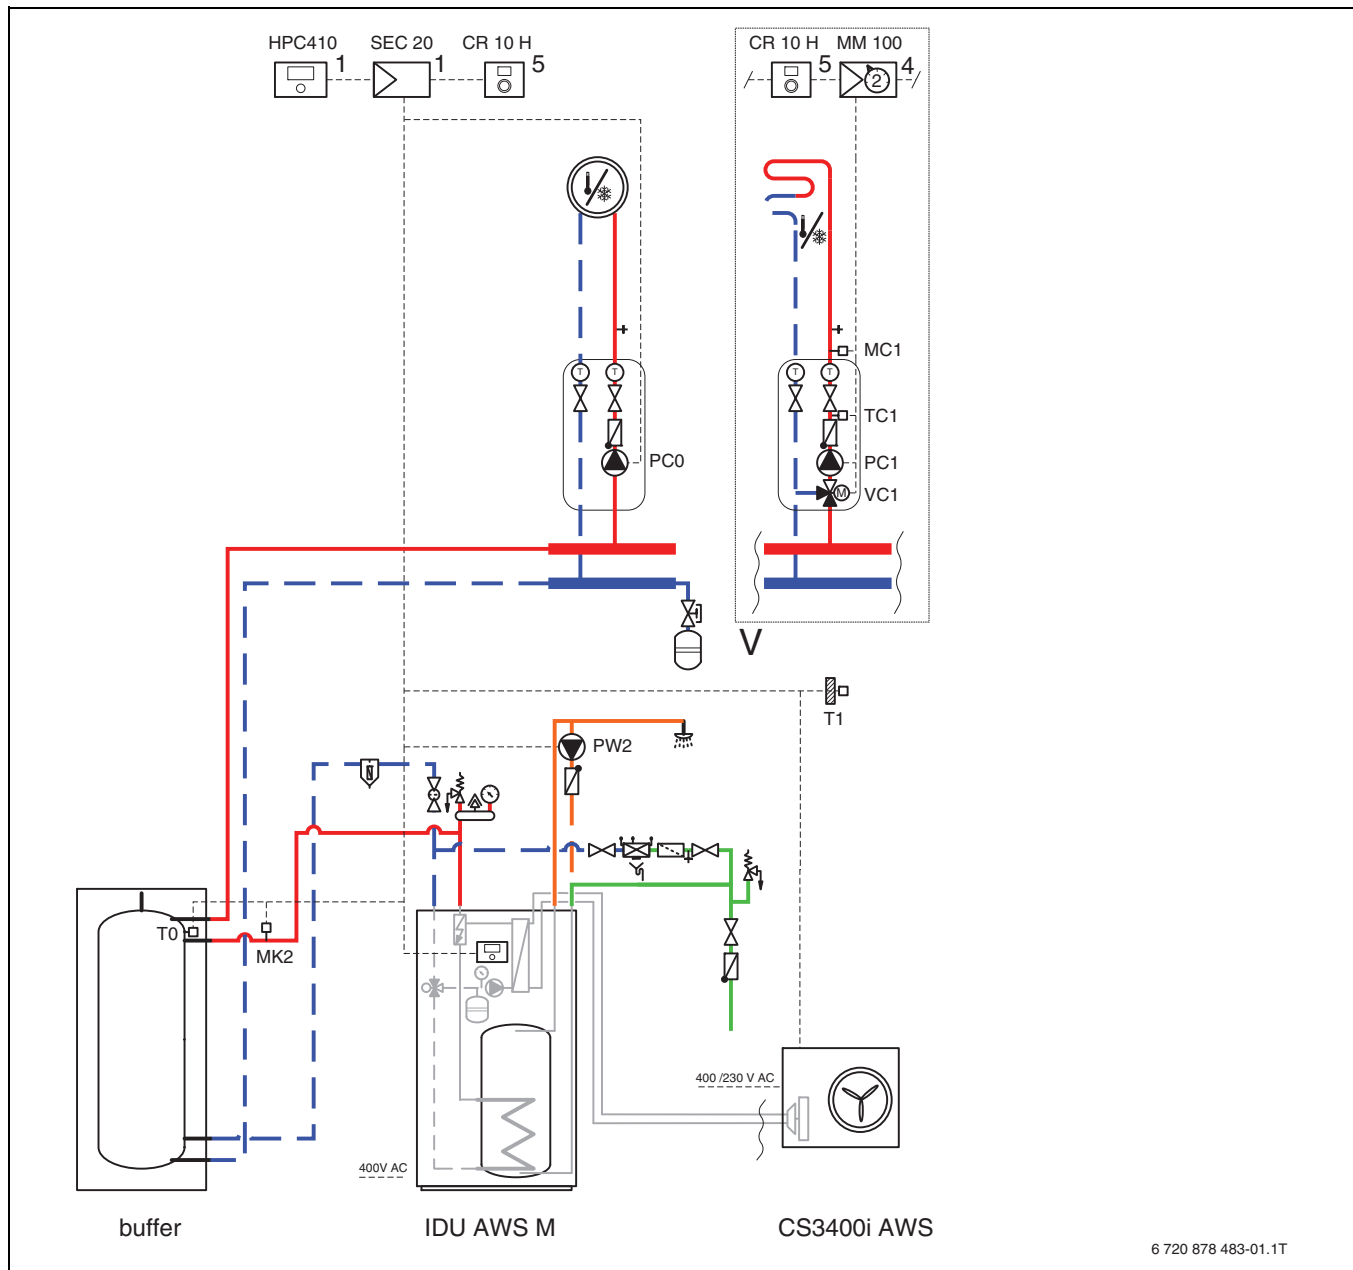 HPC410 SEC 20 CR 10 H CR 10 H MM 100
1 1 5 5 2 4
MC1
T T T T
TC1
PC0 PC1
M VC1
V
T1
PW2
T0
MK2
400 /230 V AC
400V AC
buffer IDU AWS M CS3400i AWS
6 720 878 483-01.1T